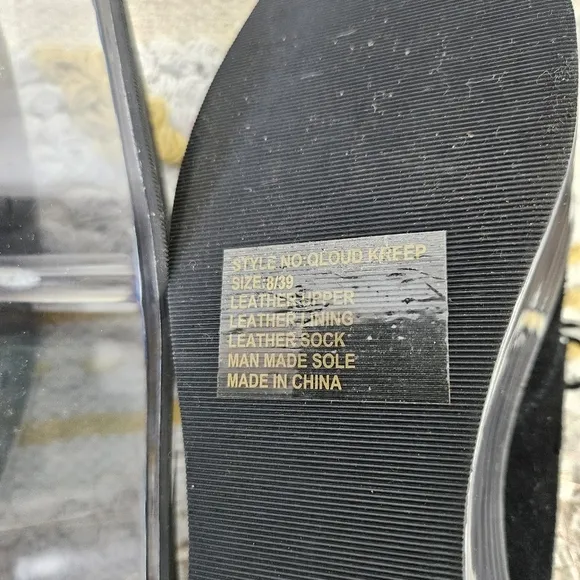 STYLE NO:QLOUD KREEP
SIZE:8/39
LEATHER UPPER
LEATHER LINING
LEATHER SOCK
MAN MADE SOLE
MADE IN CHINA